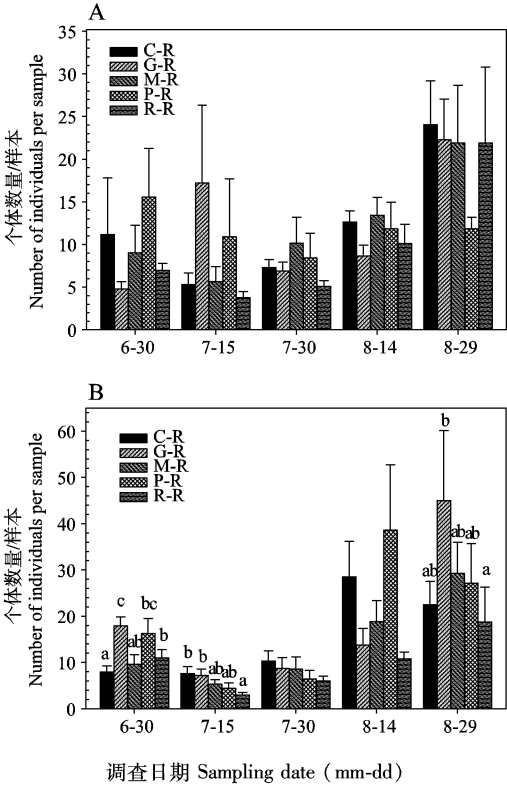 A
35
30
25
20
15
10
5
0
个体数量/样本
Number of individuals per sample
C-R
G-R
M-R
P-R
R-R
6-30 7-15 7-30 8-14 8-29
B
60
50
40
30
20
10
0
个体数量/样本
Number of individuals per sample
C-R
G-R
M-R
P-R
R-R
a c ab bc b
b b ab ab a
ab b ab ab a
6-30 7-15 7-30 8-14 8-29
调查日期 Sampling date (mm-dd)